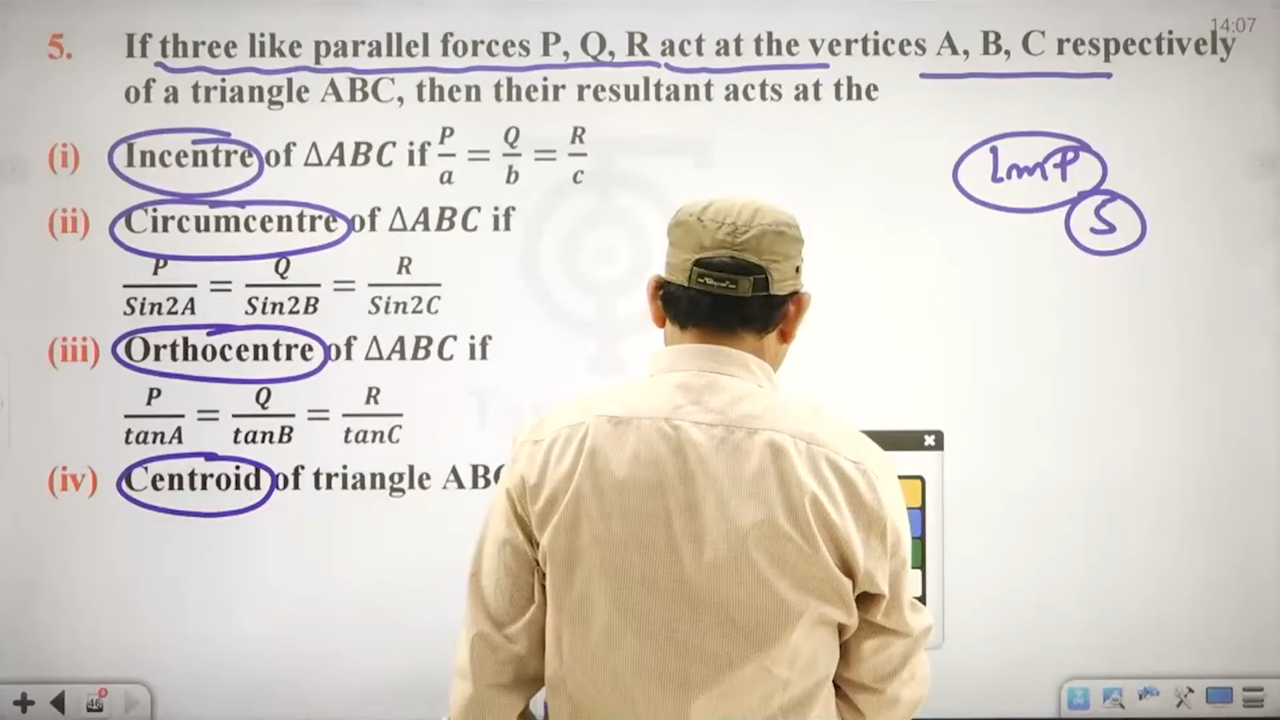 14:07
5. If three like parallel forces P, Q, R act at the vertices A, B, C respectively
of a triangle ABC, then their resultant acts at the
(i) Incentre of ΔABC if P/a = Q/b = R/c
Imp
5
(ii) Circumcentre of ΔABC if
P/Sin2A = Q/Sin2B = R/Sin2C
(iii) Orthocentre of ΔABC if
P/tanA = Q/tanB = R/tanC
(iv) Centroid of triangle
46